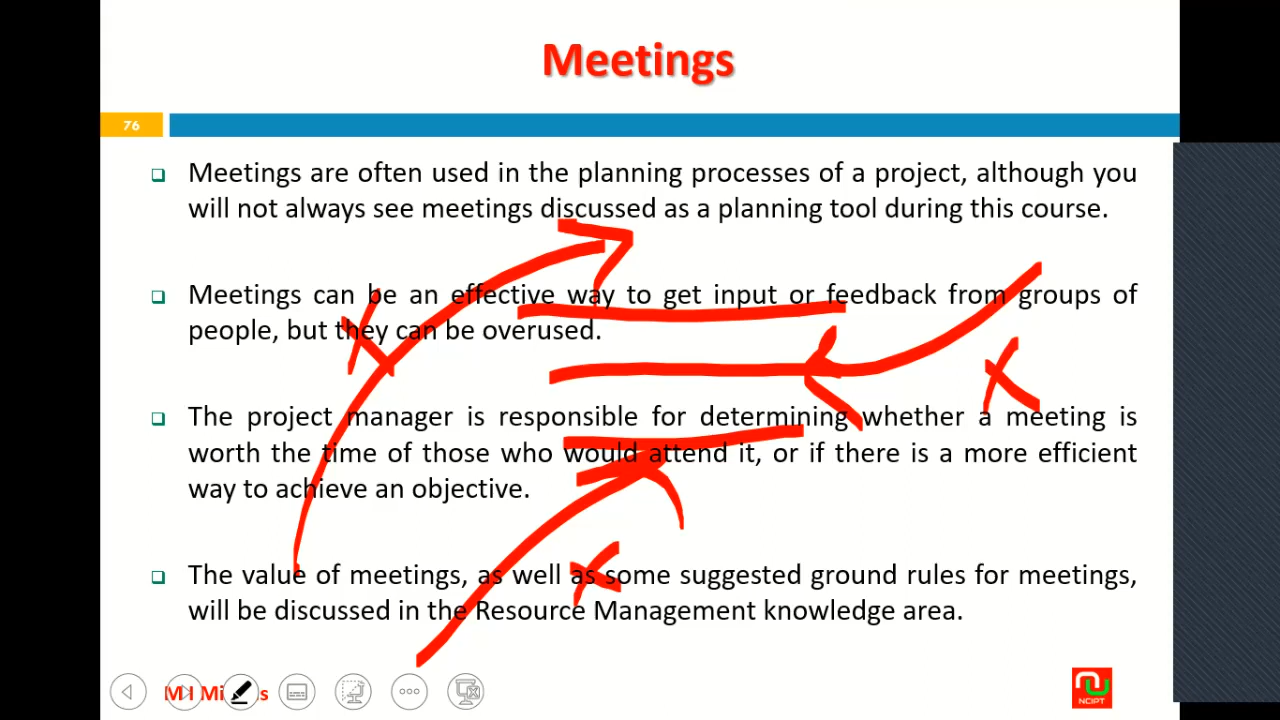 Meetings
76
Meetings are often used in the planning processes of a project, although you
will not always see meetings discussed as a planning tool during this course.
Meetings can be an effective way to get input or feedback from groups of
people, but they can be overused.
The project manager is responsible for determining whether a meeting is
worth the time of those who would attend it, or if there is a more efficient
way to achieve an objective.
The value of meetings, as well as some suggested ground rules for meetings,
will be discussed in the Resource Management knowledge area.
NCIPT